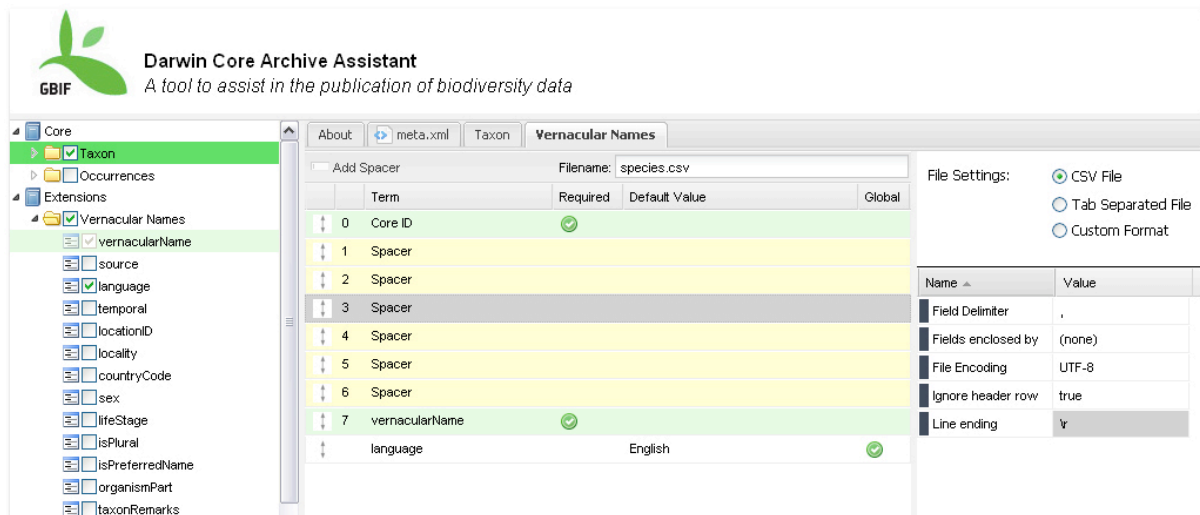 GBIF
Darwin Core Archive Assistant
A tool to assist in the publication of biodiversity data
Core
Taxon
Occurrences
Extensions
Vernacular Names
vernacularName
source
language
temporal
locationID
locality
countryCode
sex
lifeStage
isPlural
isPreferredName
organismPart
taxonRemarks
About <> meta.xml Taxon Vernacular Names
Add Spacer Filename: species.csv
Term Required Default Value Global
0 Core ID
1 Spacer
2 Spacer
3 Spacer
4 Spacer
5 Spacer
6 Spacer
7 vernacularName
language English
File Settings: CSV File
Tab Separated File
Custom Format
Name Value
Field Delimiter ,
Fields enclosed by (none)
File Encoding UTF-8
Ignore header row true
Line ending \r